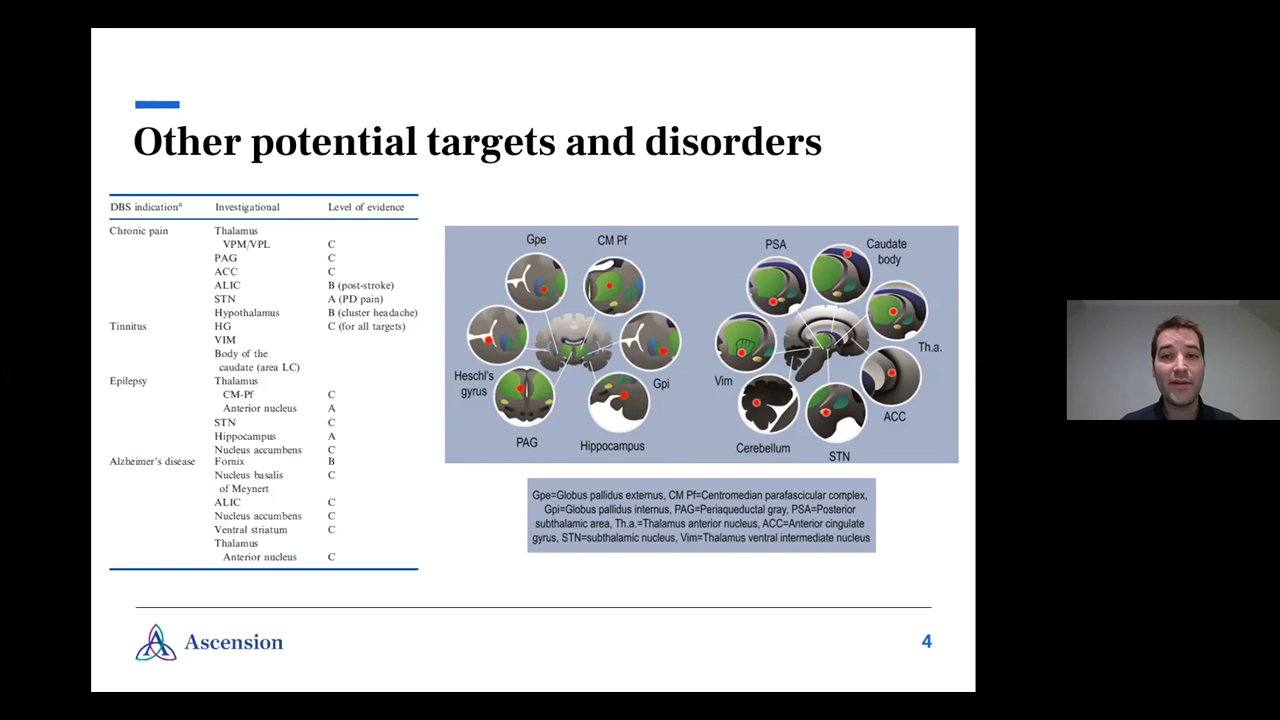 Other potential targets and disorders
DBS indicationᵃ Investigational Level of evidence
Chronic pain Thalamus
VPM/VPL C
PAG C
ACC C
ALIC B (post-stroke)
STN A (PD pain)
Hypothalamus B (cluster headache)
Tinnitus HG C (for all targets)
VIM
Body of the
caudate (area LC)
Epilepsy Thalamus
CM-Pf C
Anterior nucleus A
STN C
Hippocampus A
Nucleus accumbens C
Alzheimer's disease Fornix B
Nucleus basalis C
of Meynert
ALIC C
Nucleus accumbens C
Ventral striatum C
Thalamus
Anterior nucleus C
Gpe
CM Pf
Heschl's
gyrus
Gpi
PAG
Hippocampus
PSA
Caudate
body
Th.a.
Vim
ACC
Cerebellum
STN
Gpe=Globus pallidus externus, CM Pf=Centromedian parafascicular complex,
Gpi=Globus pallidus internus, PAG=Periaqueductal gray, PSA=Posterior
subthalamic area, Th.a.=Thalamus anterior nucleus, ACC=Anterior cingulate
gyrus, STN=subthalamic nucleus, Vim=Thalamus ventral intermediate nucleus
Ascension
4